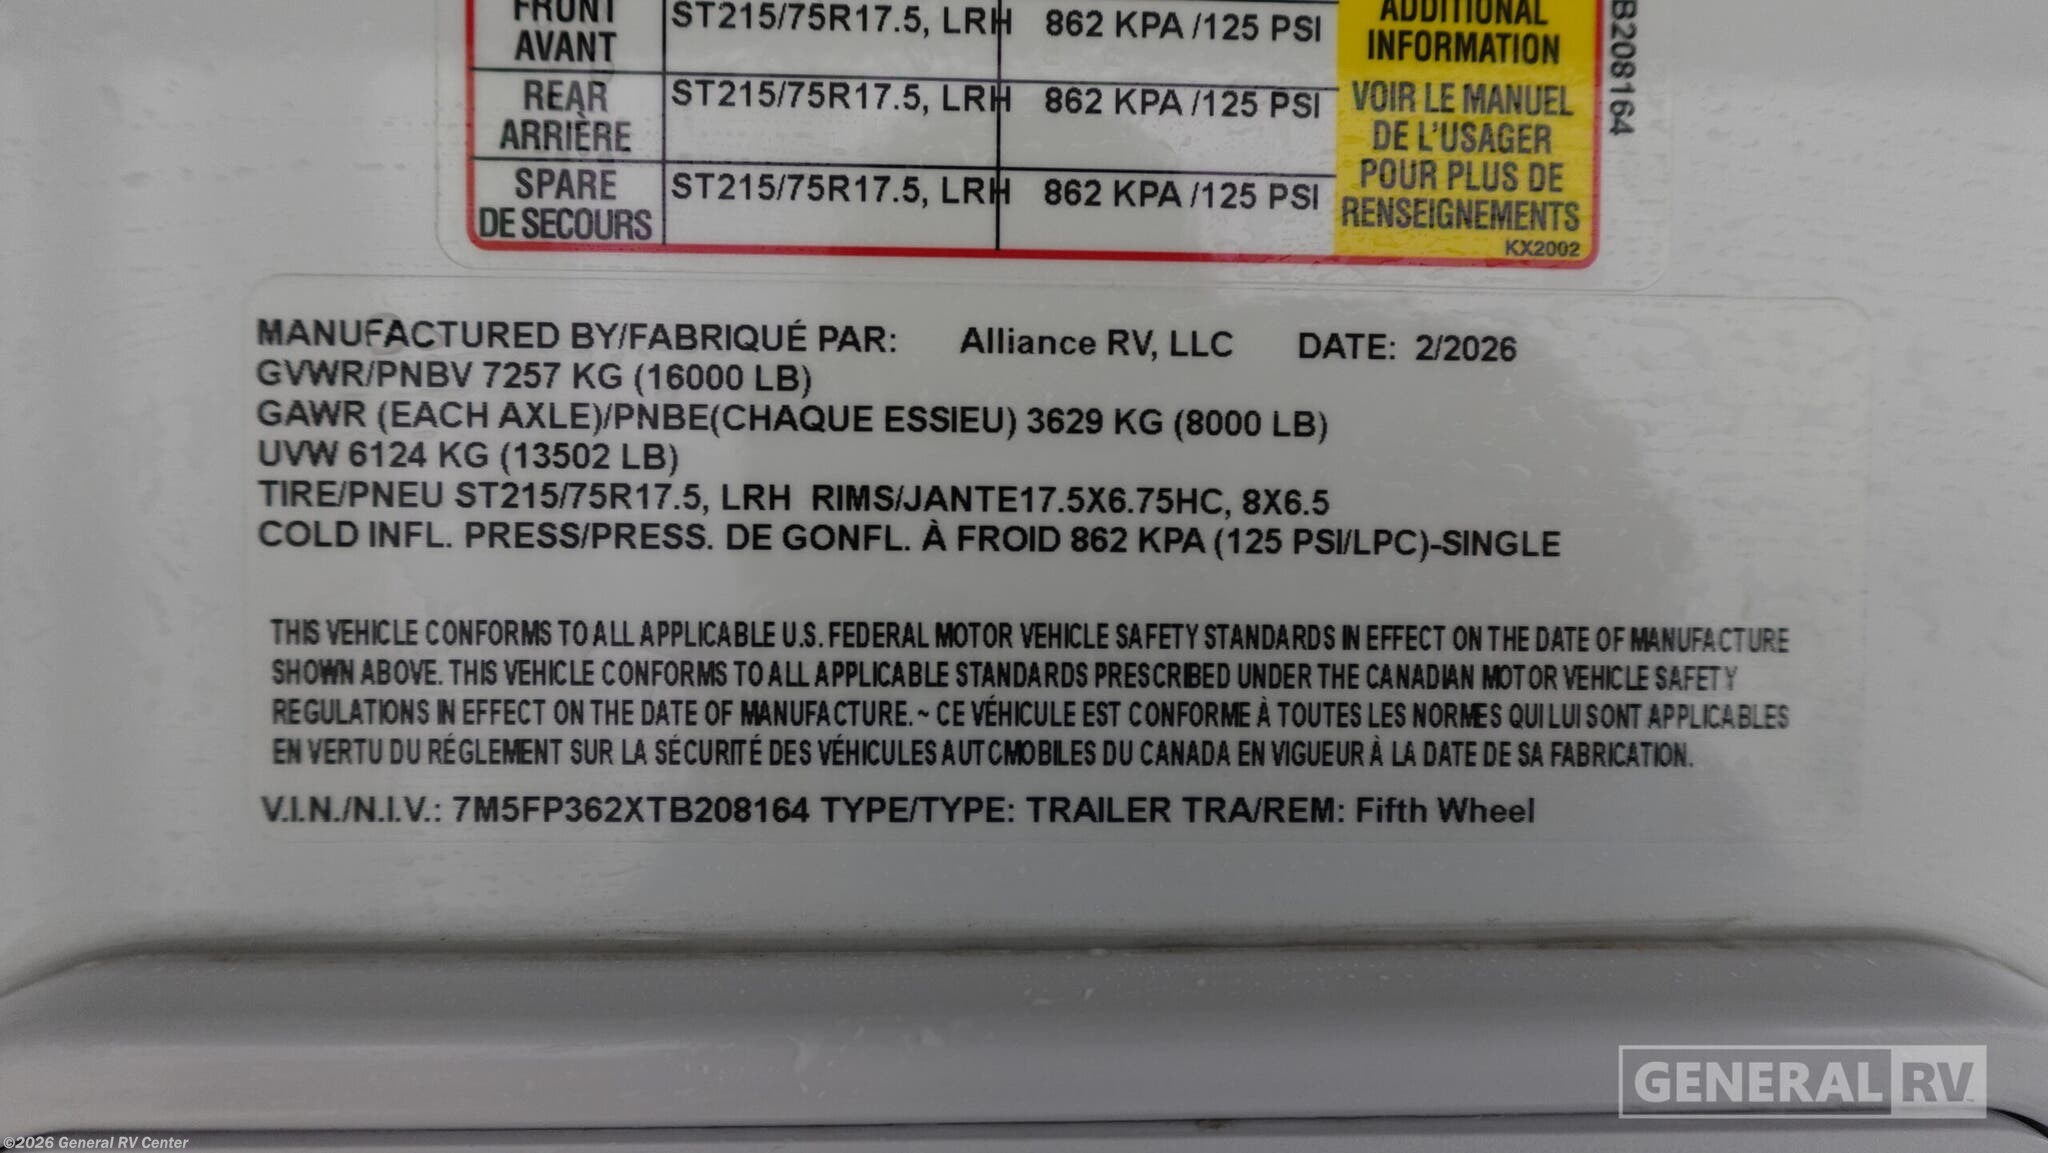 FRONT ST215/75R17.5, LRH 862 KPA /125 PSI ADDITIONAL
AVANT INFORMATION
REAR ST215/75R17.5, LRH 862 KPA /125 PSI VOIR LE MANUEL
ARRIÈRE DE L'USAGER
SPARE ST215/75R17.5, LRH 862 KPA /125 PSI POUR PLUS DE
DE SECOURS RENSEIGNEMENTS
KX2002
B208164
MANUFACTURED BY/FABRIQUÉ PAR: Alliance RV, LLC DATE: 2/2026
GVWR/PNBV 7257 KG (16000 LB)
GAWR (EACH AXLE)/PNBE(CHAQUE ESSIEU) 3629 KG (8000 LB)
UVW 6124 KG (13502 LB)
TIRE/PNEU ST215/75R17.5, LRH RIMS/JANTE17.5X6.75HC, 8X6.5
COLD INFL. PRESS/PRESS. DE GONFL. À FROID 862 KPA (125 PSI/LPC)-SINGLE
THIS VEHICLE CONFORMS TO ALL APPLICABLE U.S. FEDERAL MOTOR VEHICLE SAFETY STANDARDS IN EFFECT ON THE DATE OF MANUFACTURE
SHOWN ABOVE. THIS VEHICLE CONFORMS TO ALL APPLICABLE STANDARDS PRESCRIBED UNDER THE CANADIAN MOTOR VEHICLE SAFETY
REGULATIONS IN EFFECT ON THE DATE OF MANUFACTURE. ~ CE VÉHICULE EST CONFORME À TOUTES LES NORMES QUI LUI SONT APPLICABLES
EN VERTU DU RÉGLEMENT SUR LA SÉCURITÉ DES VÉHICULES AUTCMOBILES DU CANADA EN VIGUEUR À LA DATE DE SA FABRICATION.
V.I.N./N.I.V.: 7M5FP362XTB208164 TYPE/TYPE: TRAILER TRA/REM: Fifth Wheel
GENERAL RV
©2026 General RV Center